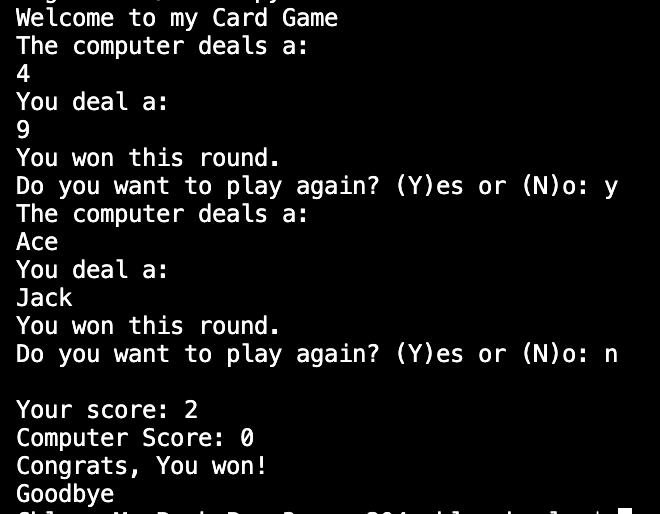 Welcome to my Card Game
The computer deals a:
4
You deal a:
9
You won this round.
Do you want to play again? (Y)es or (N)o: y
The computer deals a:
Ace
You deal a:
Jack
You won this round.
Do you want to play again? (Y)es or (N)o: n
Your score: 2
Computer Score: 0
Congrats, You won!
Goodbye